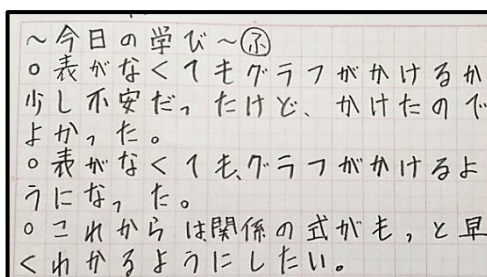 ～今日の学び～㋫
○表がなくてもグラフがかけるか
少し不安だったけど、かけたので
よかった。
○表がなくても、グラフがかけるよ
うになった。
○これからは関係の式がもっと早
くわかるようにしたい。